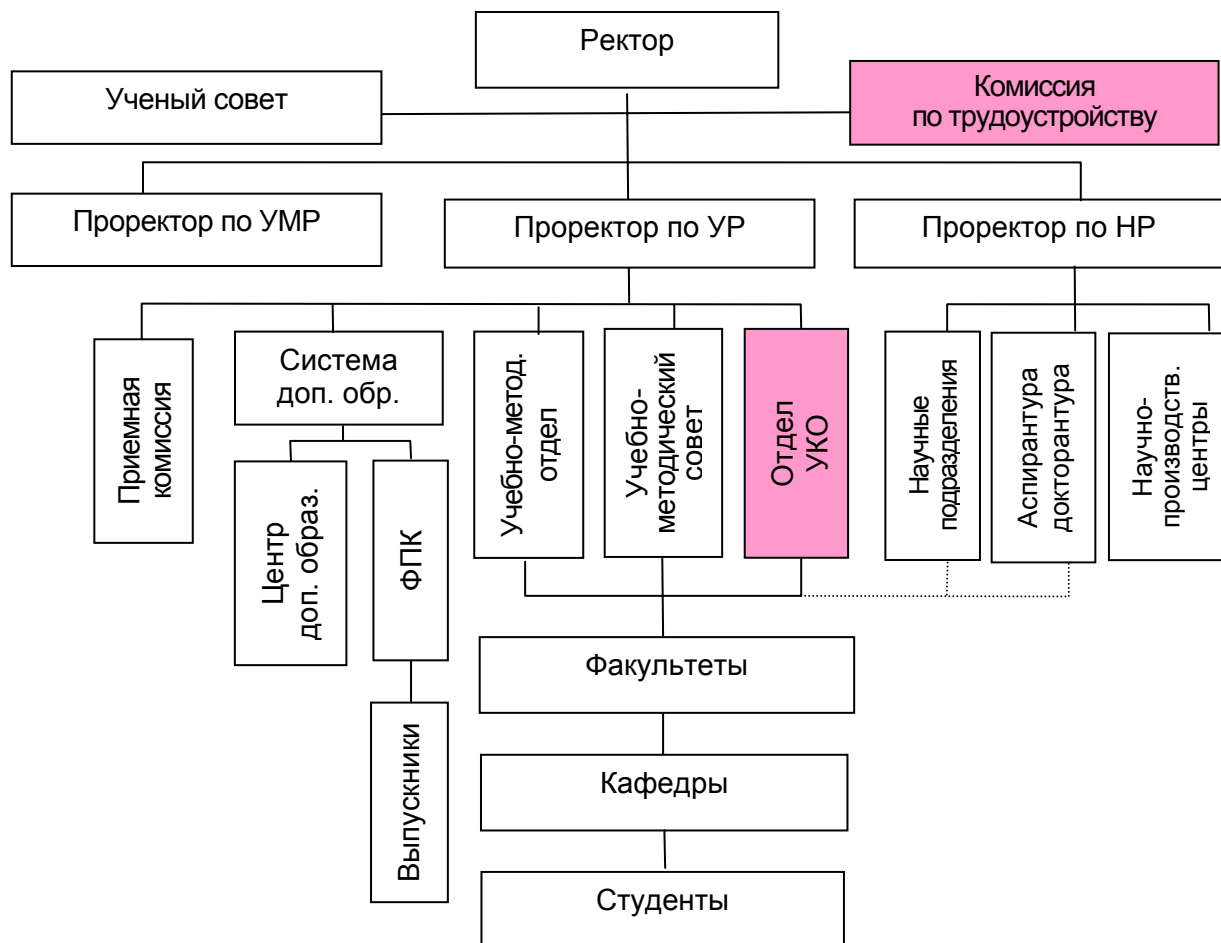 Ректор
Ученый совет
Комиссия
по трудоустройству
Проректор по УМР
Проректор по УР
Проректор по НР
Приемная
комиссия
Система
доп. обр.
Учебно-метод.
отдел
Учебно-
методический
совет
Отдел
УКО
Научные
подразделения
Аспирантура
докторантура
Научно-
производств.
центры
Центр
доп. образ.
ФПК
Факультеты
Выпускники
Кафедры
Студенты